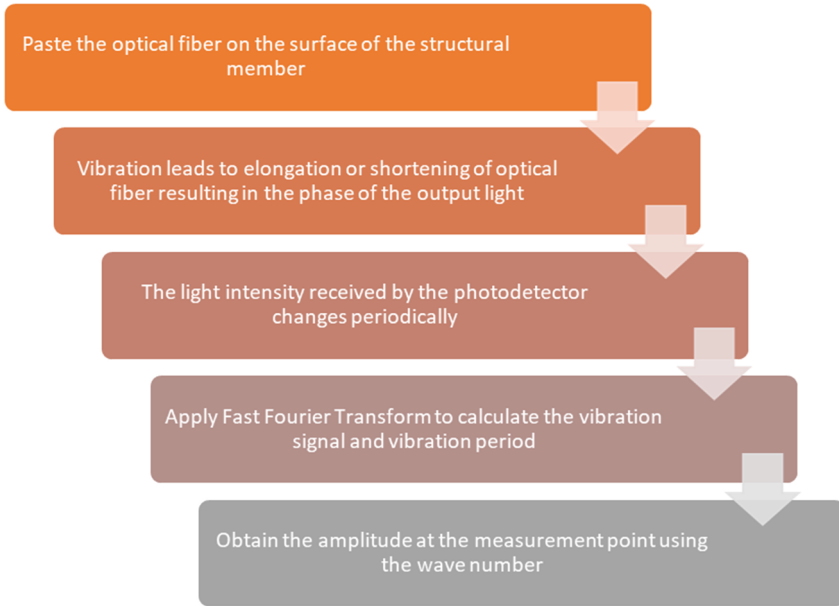 Paste the optical fiber on the surface of the structural
member
Vibration leads to elongation or shortening of optical
fiber resulting in the phase of the output light
The light intensity received by the photodetector
changes periodically
Apply Fast Fourier Transform to calculate the vibration
signal and vibration period
Obtain the amplitude at the measurement point using
the wave number